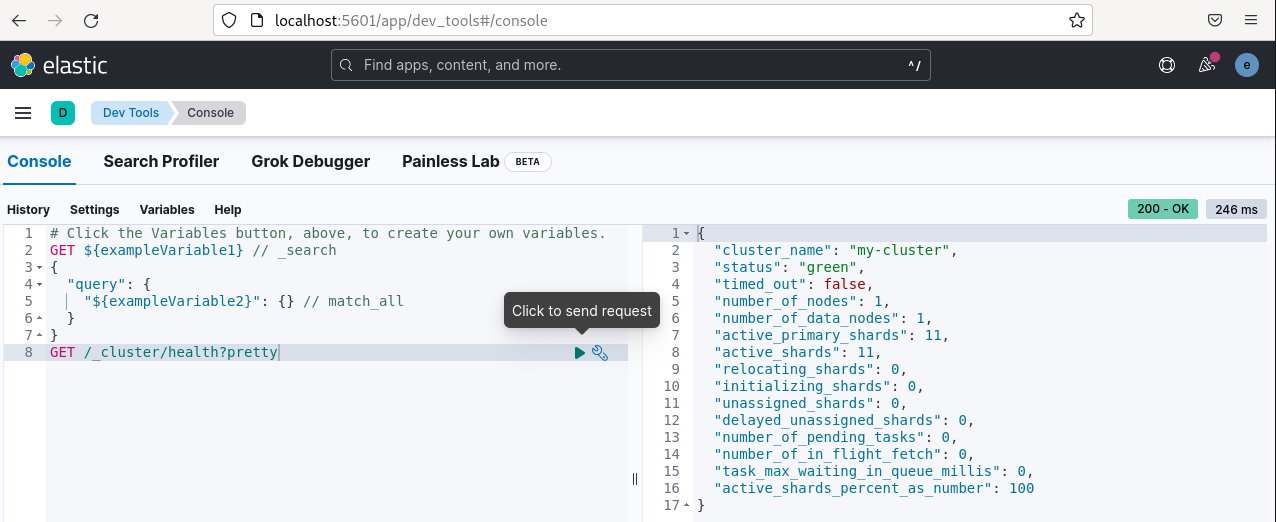 localhost:5601/app/dev_tools#/console
elastic
Find apps, content, and more.
^/
e
D
Dev Tools
Console
Console
Search Profiler
Grok Debugger
Painless Lab
BETA
History
Settings
Variables
Help
200 - OK
246 ms
1 # Click the Variables button, above, to create your own variables.
2 GET ${exampleVariable1} // _search
3 {
4   "query": {
5     "${exampleVariable2}": {} // match_all
6   }
7 }
8 GET /_cluster/health?pretty
Click to send request
1 {
2   "cluster_name": "my-cluster",
3   "status": "green",
4   "timed_out": false,
5   "number_of_nodes": 1,
6   "number_of_data_nodes": 1,
7   "active_primary_shards": 11,
8   "active_shards": 11,
9   "relocating_shards": 0,
10   "initializing_shards": 0,
11   "unassigned_shards": 0,
12   "delayed_unassigned_shards": 0,
13   "number_of_pending_tasks": 0,
14   "number_of_in_flight_fetch": 0,
15   "task_max_waiting_in_queue_millis": 0,
16   "active_shards_percent_as_number": 100
17 }